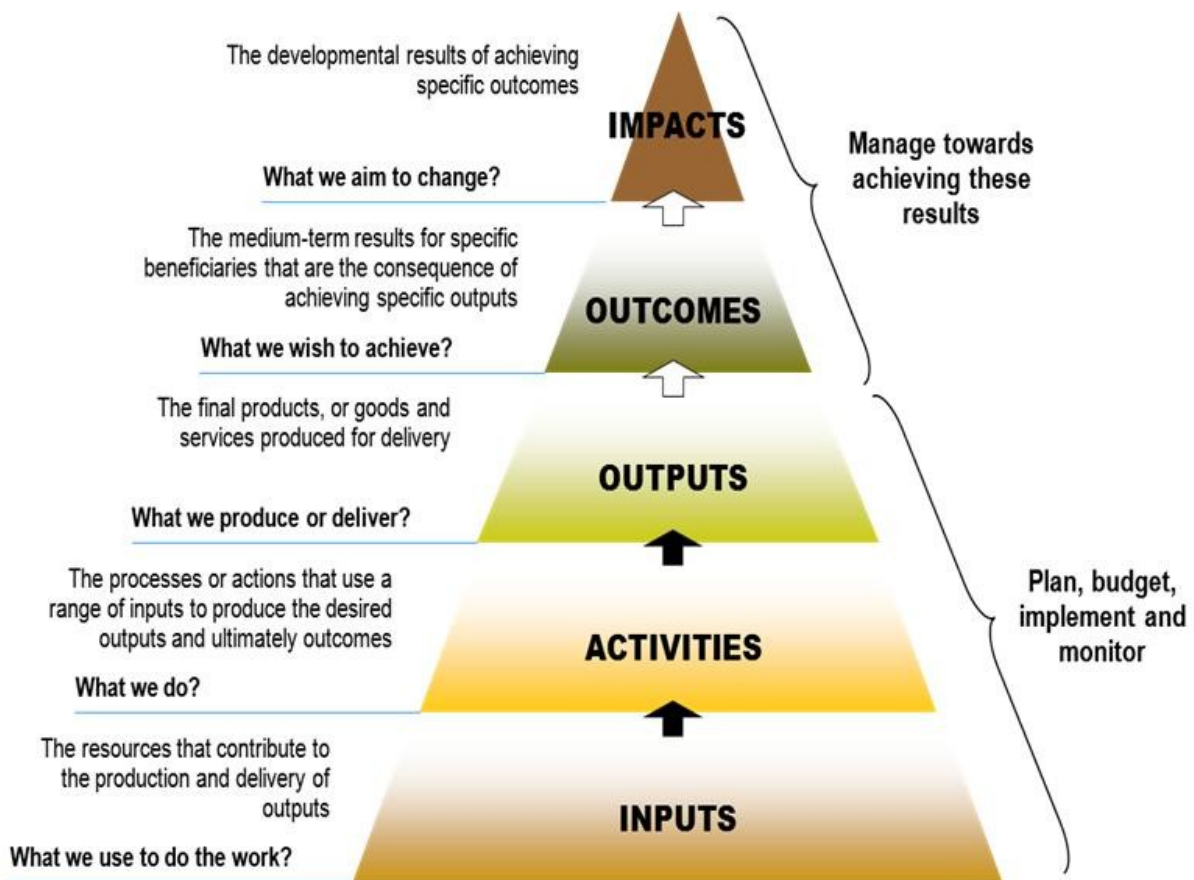 The developmental results of achieving
specific outcomes
IMPACTS
What we aim to change?
Manage towards
achieving these
results
The medium-term results for specific
beneficiaries that are the consequence of
achieving specific outputs
OUTCOMES
What we wish to achieve?
The final products, or goods and
services produced for delivery
OUTPUTS
What we produce or deliver?
The processes or actions that use a
range of inputs to produce the desired
outputs and ultimately outcomes
ACTIVITIES
What we do?
Plan, budget,
implement and
monitor
The resources that contribute to
the production and delivery of
outputs
INPUTS
What we use to do the work?